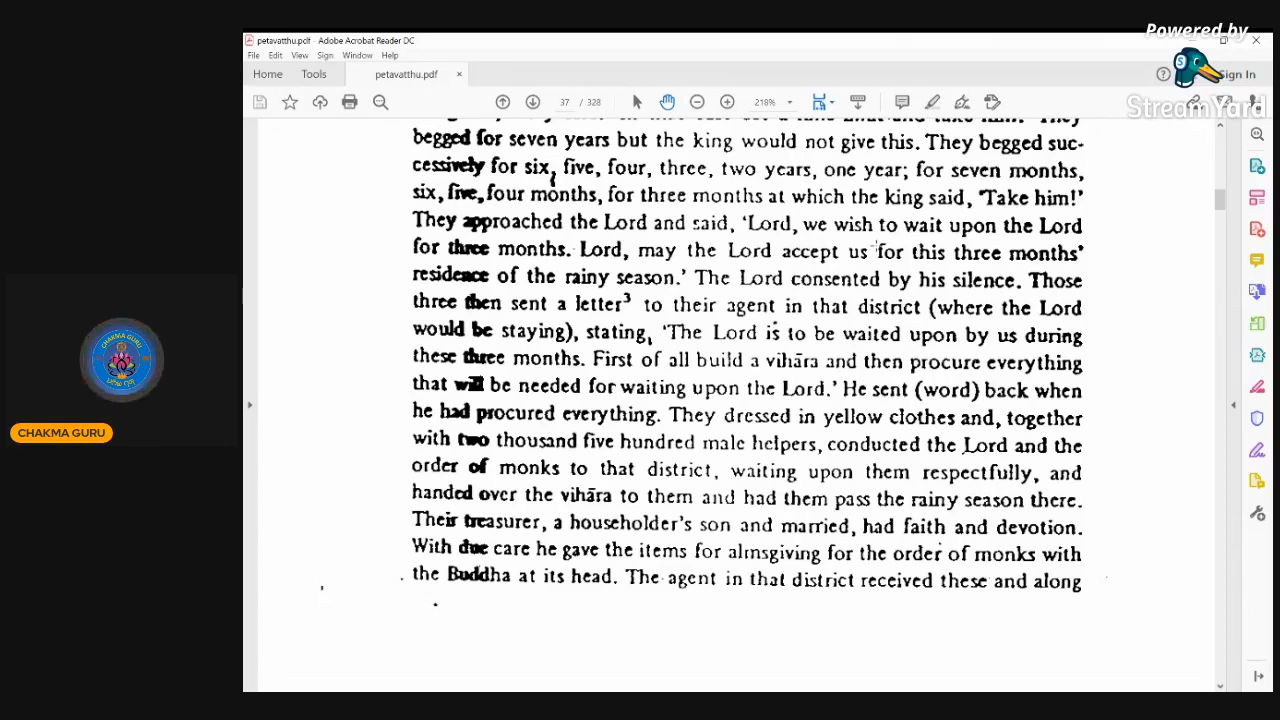 Powered by
StreamYard
petavatthu.pdf - Adobe Acrobat Reader DC
File Edit View Sign Window Help
Home Tools petavatthu.pdf × Sign In
37 / 328 218%
begged for seven years but the king would not give this. They begged suc-
cessively for six, five, four, three, two years, one year; for seven months,
six, five, four months, for three months at which the king said, 'Take him!'
They approached the Lord and said, 'Lord, we wish to wait upon the Lord
for three months. Lord, may the Lord accept us for this three months'
residence of the rainy season.' The Lord consented by his silence. Those
three then sent a letter³ to their agent in that district (where the Lord
would be staying), stating, 'The Lord is to be waited upon by us during
these three months. First of all build a vihāra and then procure everything
that will be needed for waiting upon the Lord.' He sent (word) back when
he had procured everything. They dressed in yellow clothes and, together
with two thousand five hundred male helpers, conducted the Lord and the
order of monks to that district, waiting upon them respectfully, and
handed over the vihāra to them and had them pass the rainy season there.
Their treasurer, a householder's son and married, had faith and devotion.
With due care he gave the items for almsgiving for the order of monks with
the Buddha at its head. The agent in that district received these and along
CHAKMA GURU
CHAKMA GURU